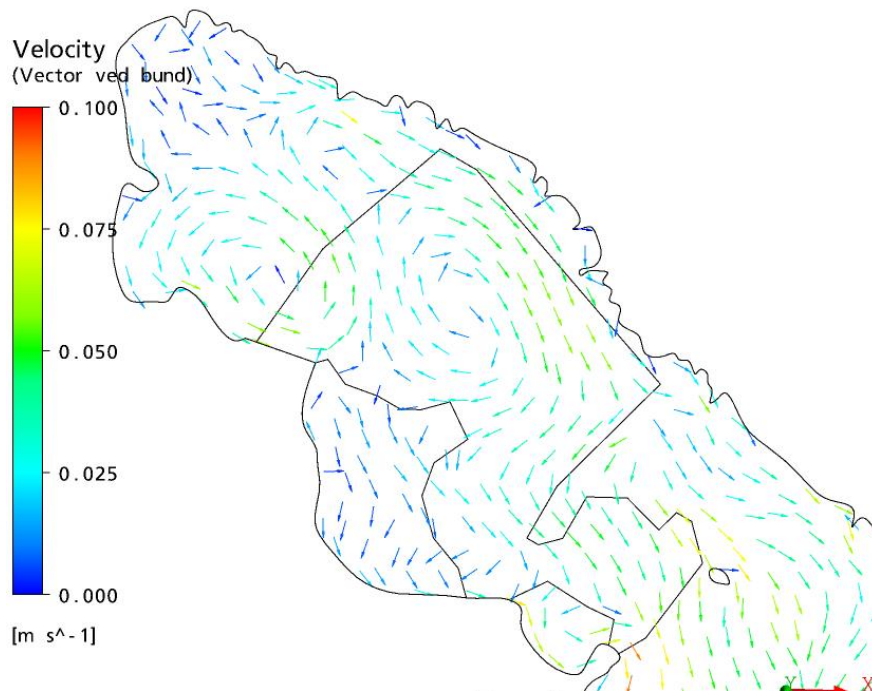 Velocity
(Vector ved bund)
0.100
0.075
0.050
0.025
0.000
[m s^-1]
Y X